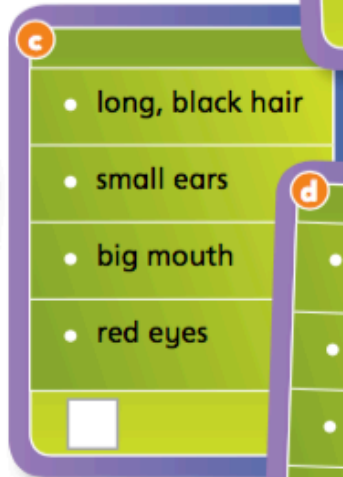 c
• long, black hair
• small ears
d
• big mouth
• red eyes